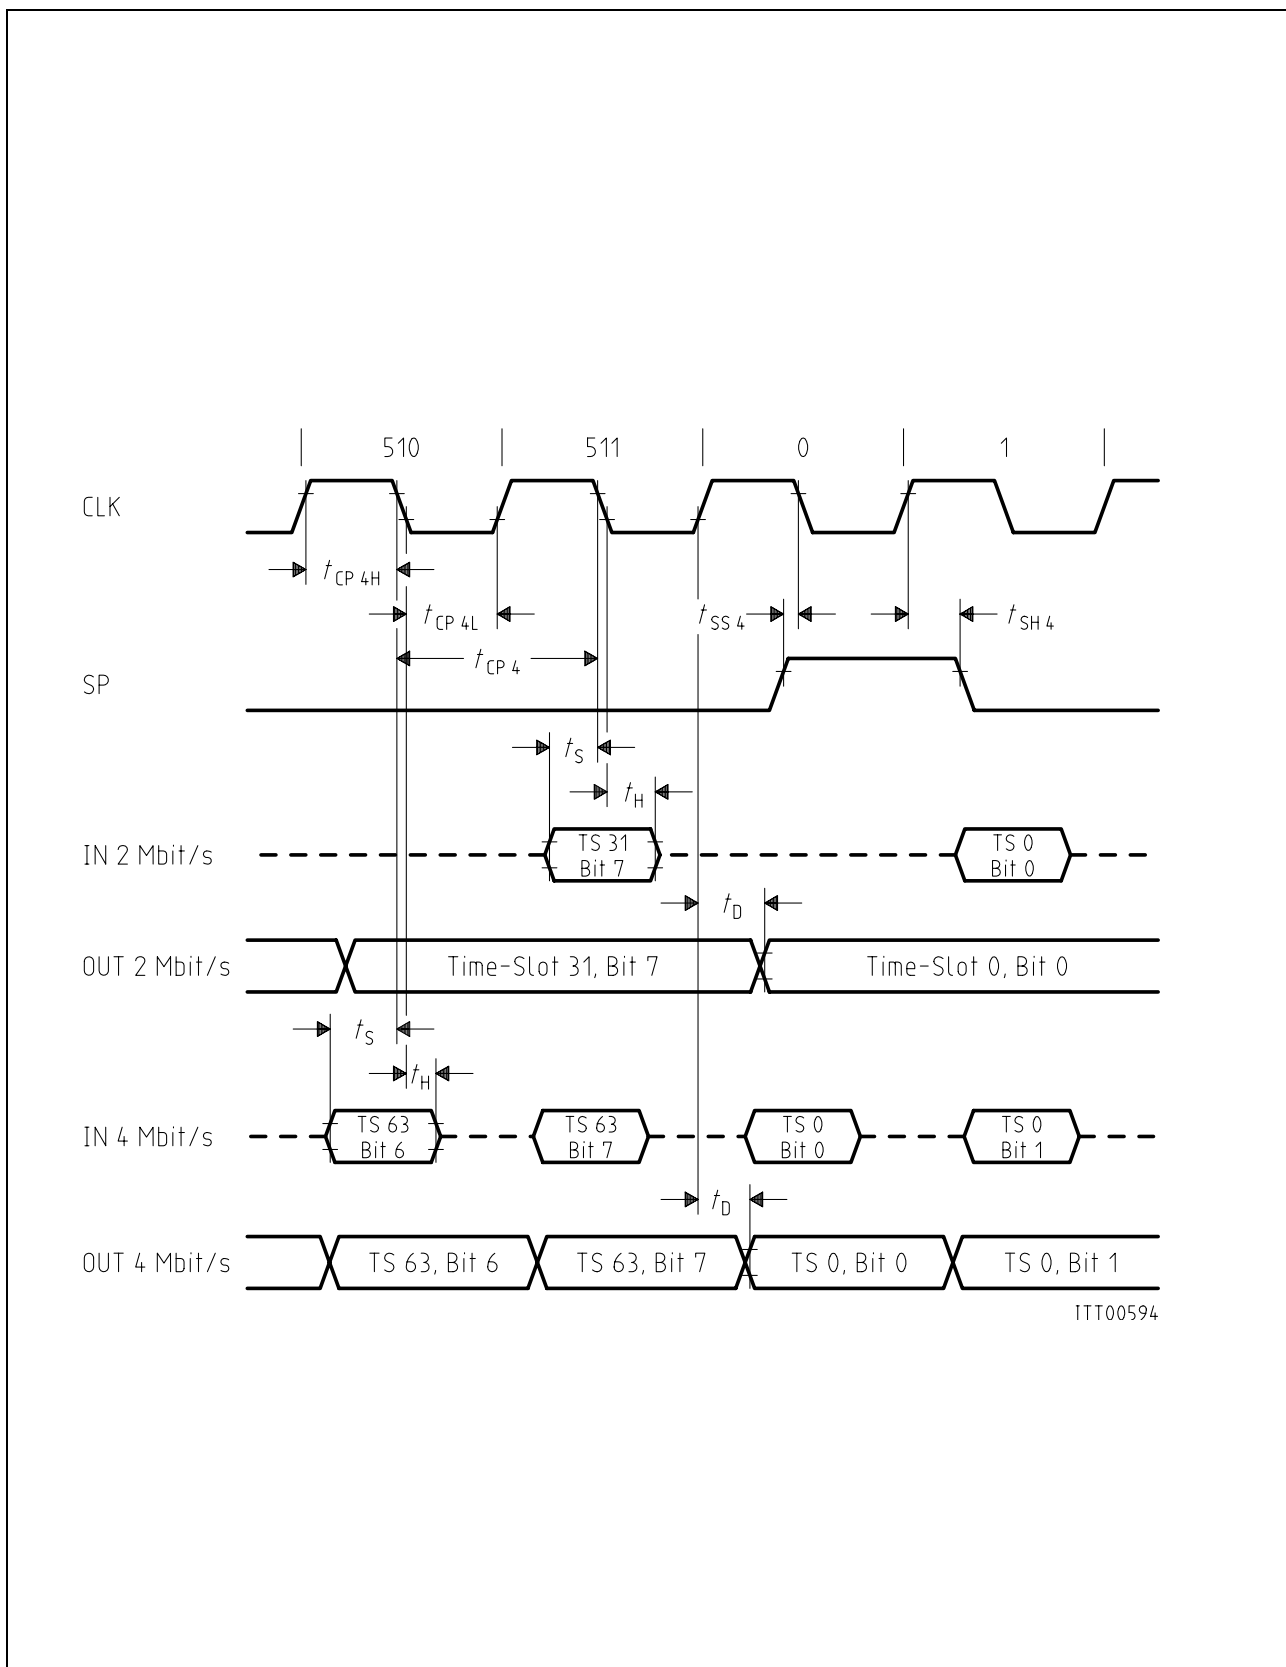 | 510 | 511 | 0 | 1 |
CLK
tCP 4H
tCP 4L
tSS 4
tSH 4
tCP 4
SP
tS
tH
IN 2 Mbit/s
TS 31
Bit 7
TS 0
Bit 0
tD
OUT 2 Mbit/s
Time-Slot 31, Bit 7
Time-Slot 0, Bit 0
tS
tH
IN 4 Mbit/s
TS 63
Bit 6
TS 63
Bit 7
TS 0
Bit 0
TS 0
Bit 1
tD
OUT 4 Mbit/s
TS 63, Bit 6
TS 63, Bit 7
TS 0, Bit 0
TS 0, Bit 1
ITT00594